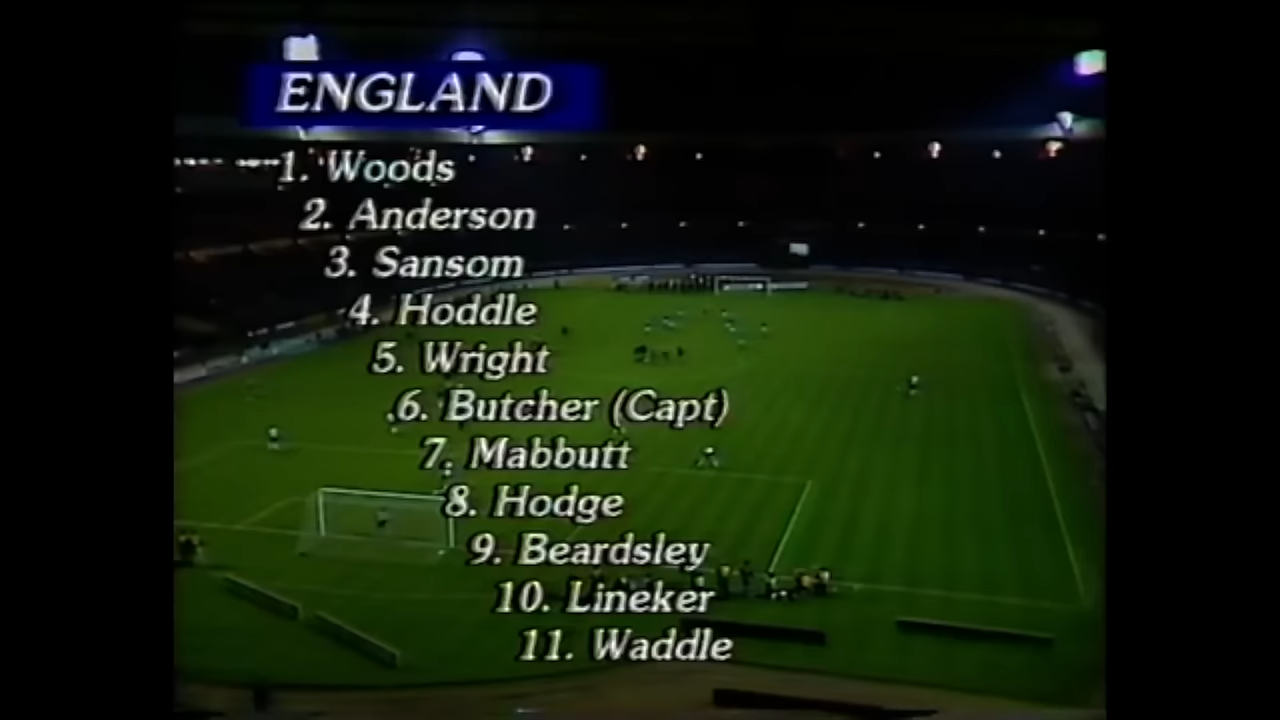 ENGLAND
1. Woods
2. Anderson
3. Sansom
4. Hoddle
5. Wright
6. Butcher (Capt)
7. Mabbutt
8. Hodge
9. Beardsley
10. Lineker
11. Waddle